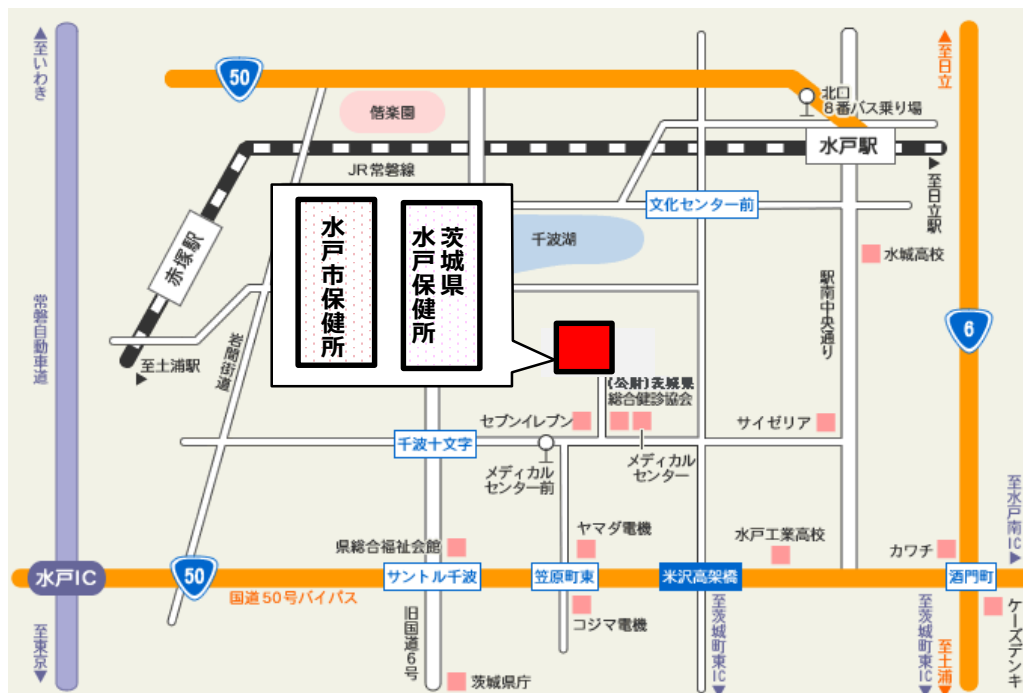 ▲至いわき
50
偕楽園
北口
8番バス乗り場
▲至日立
水戸駅
JR常磐線
▼至日立駅
文化センター前
赤塚駅
千波湖
水城高校
水戸市保健所
茨城県
水戸保健所
駅南中央通り
常磐自動車道
岩間街道
6
至土浦駅
▼
(公財)茨城県
総合健診協会
セブンイレブン
サイゼリア
千波十文字
メディカル
センター前
メディカル
センター
至水戸南IC▶
ヤマダ電機
水戸工業高校
県総合福祉会館
カワチ
水戸IC
50
サントル千波
笠原町東
米沢高架橋
酒門町
国道50号バイパス
コジマ電機
旧国道6号
至茨城町東IC▼
至茨城町東IC▼
至土浦▼
ケーズデンキ
至東京▼
茨城県庁